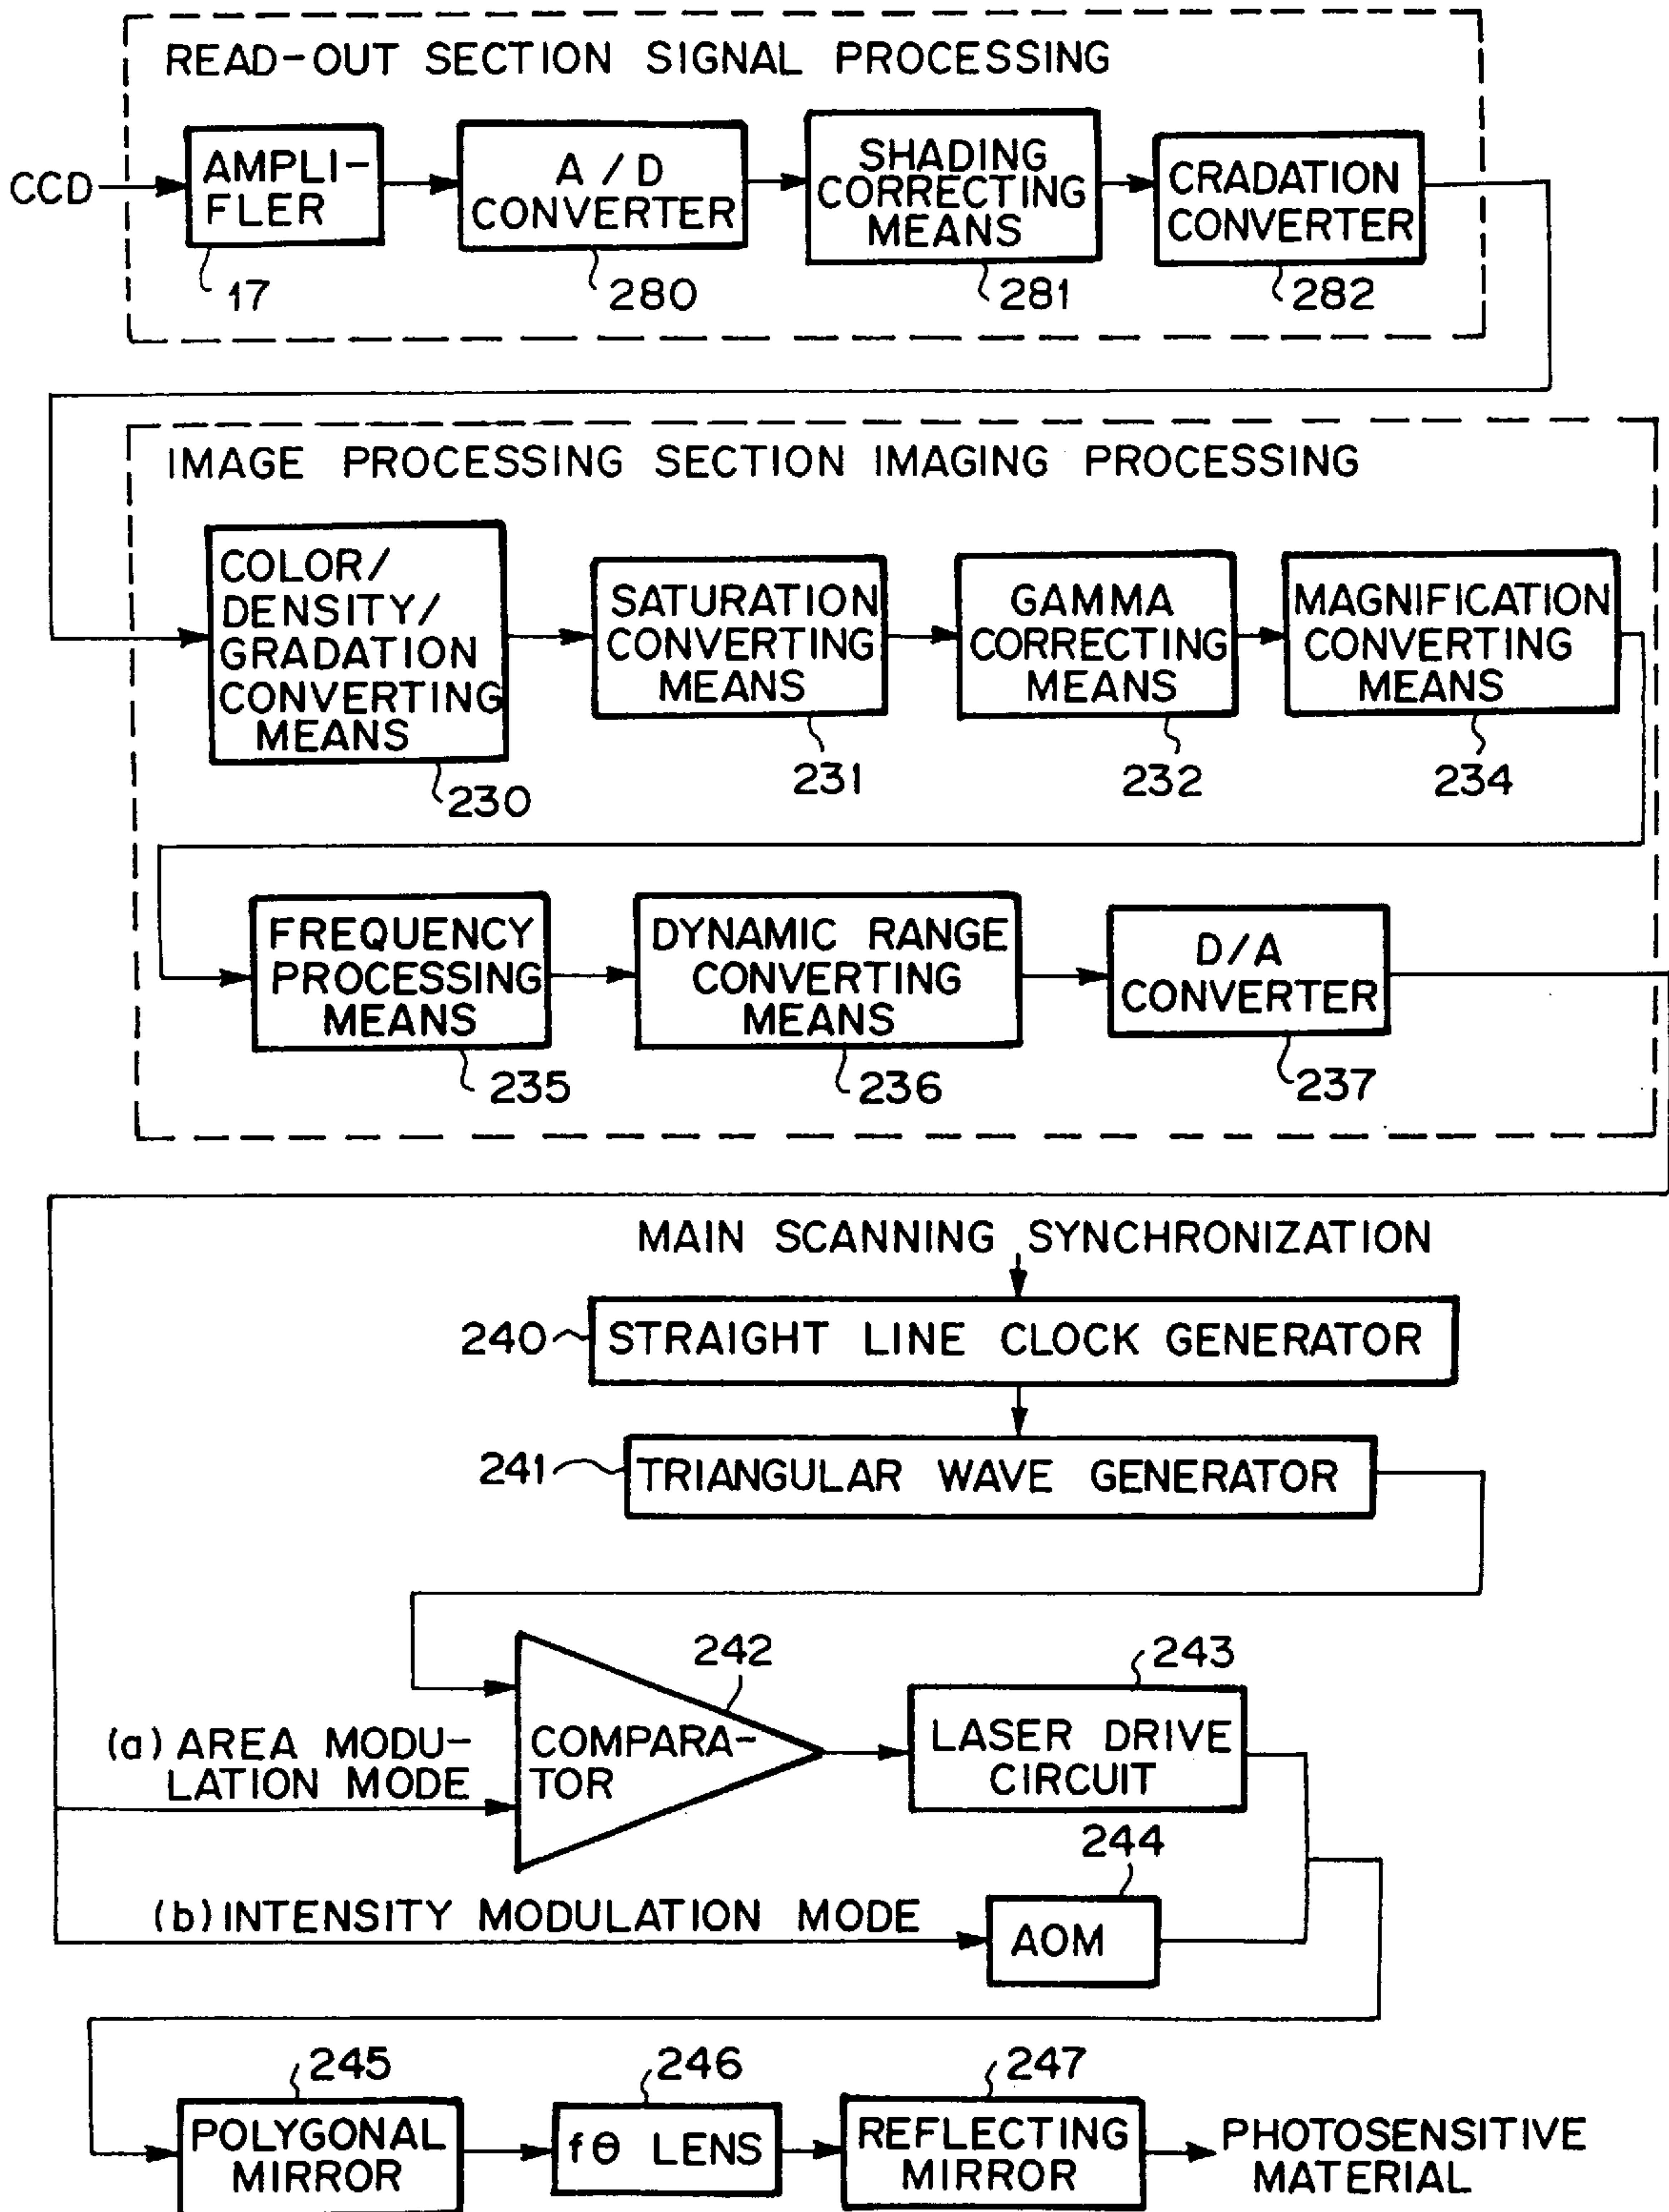 READ-OUT SECTION SIGNAL PROCESSING
CCD
AMPLI-
FLER
17
A/D
CONVERTER
280
SHADING
CORRECTING
MEANS
281
CRADATION
CONVERTER
282
IMAGE PROCESSING SECTION IMAGING PROCESSING
COLOR/
DENSITY/
GRADATION
CONVERTING
MEANS
230
SATURATION
CONVERTING
MEANS
231
GAMMA
CORRECTING
MEANS
232
MAGNIFICATION
CONVERTING
MEANS
234
FREQUENCY
PROCESSING
MEANS
235
DYNAMIC RANGE
CONVERTING
MEANS
236
D/A
CONVERTER
237
MAIN SCANNING SYNCHRONIZATION
240
STRAIGHT LINE CLOCK GENERATOR
241
TRIANGULAR WAVE GENERATOR
(a) AREA MODU-
LATION MODE
242
COMPARA-
TOR
243
LASER DRIVE
CIRCUIT
(b) INTENSITY MODULATION MODE
244
AOM
245
POLYGONAL
MIRROR
246
fθ LENS
247
REFLECTING
MIRROR
PHOTOSENSITIVE
MATERIAL